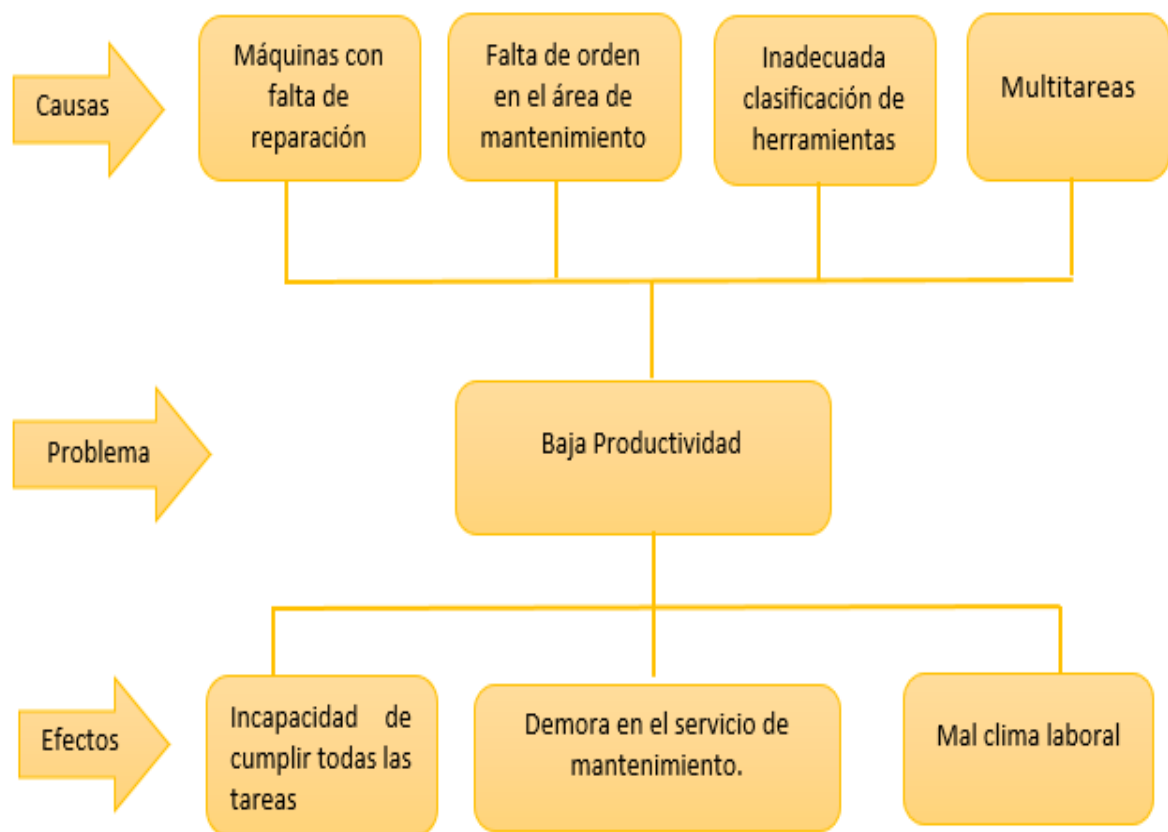 Causas
Máquinas con
falta de
reparación
Falta de orden
en el área de
mantenimiento
Inadecuada
clasificación de
herramientas
Multitareas
Problema
Baja Productividad
Efectos
Incapacidad de
cumplir todas las
tareas
Demora en el servicio de
mantenimiento.
Mal clima laboral